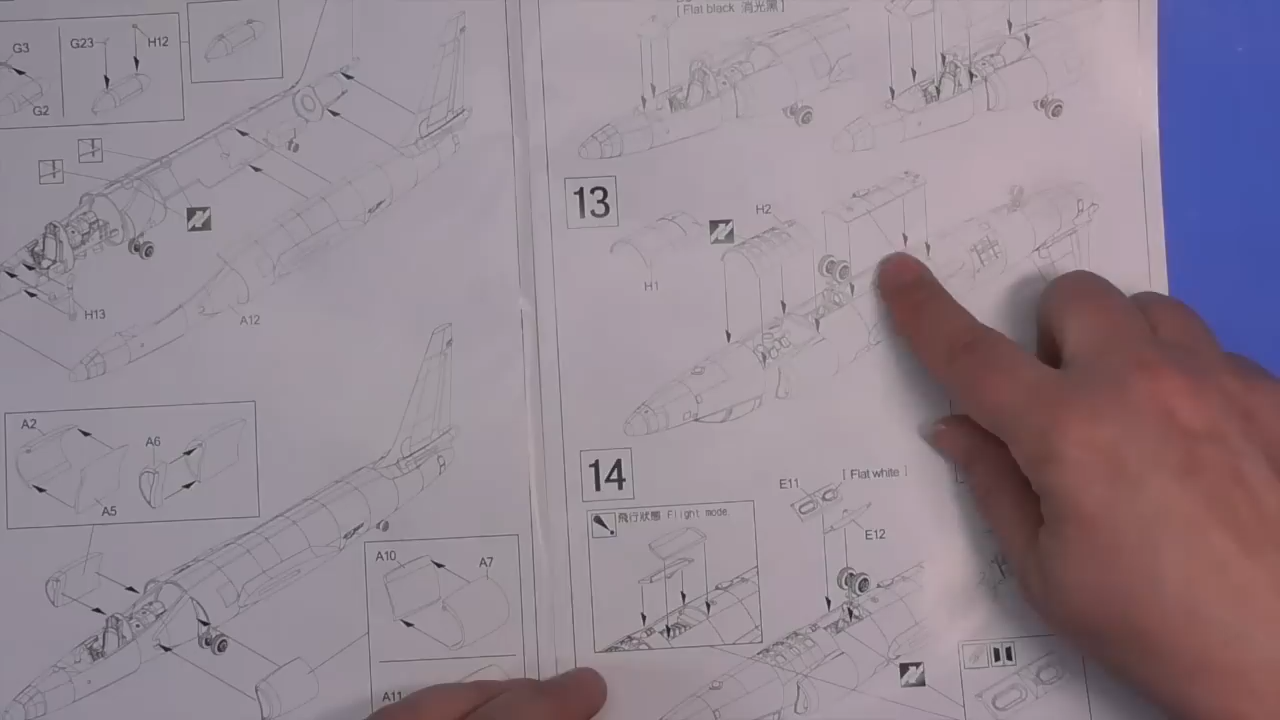 G3
G23
H12
G2
H13
A12
A2
A6
A5
A10
A7
A11
[ Flat black 消光黑 ]
13
H2
H1
14
[ Flat white ]
E11
E12
飛行狀態 Flight mode.